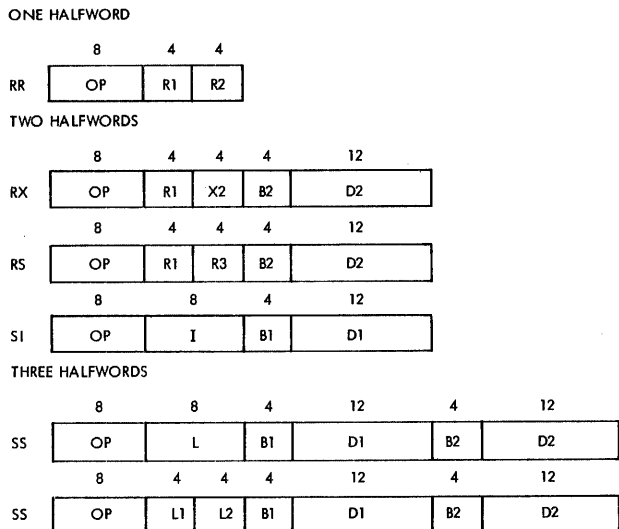 ONE HALFWORD
8 4 4
RR OP R1 R2
TWO HALFWORDS
8 4 4 4 12
RX OP R1 X2 B2 D2
8 4 4 4 12
RS OP R1 R3 B2 D2
8 8 4 12
SI OP I B1 D1
THREE HALFWORDS
8 8 4 12 4 12
SS OP L B1 D1 B2 D2
8 4 4 4 12 4 12
SS OP L1 L2 B1 D1 B2 D2